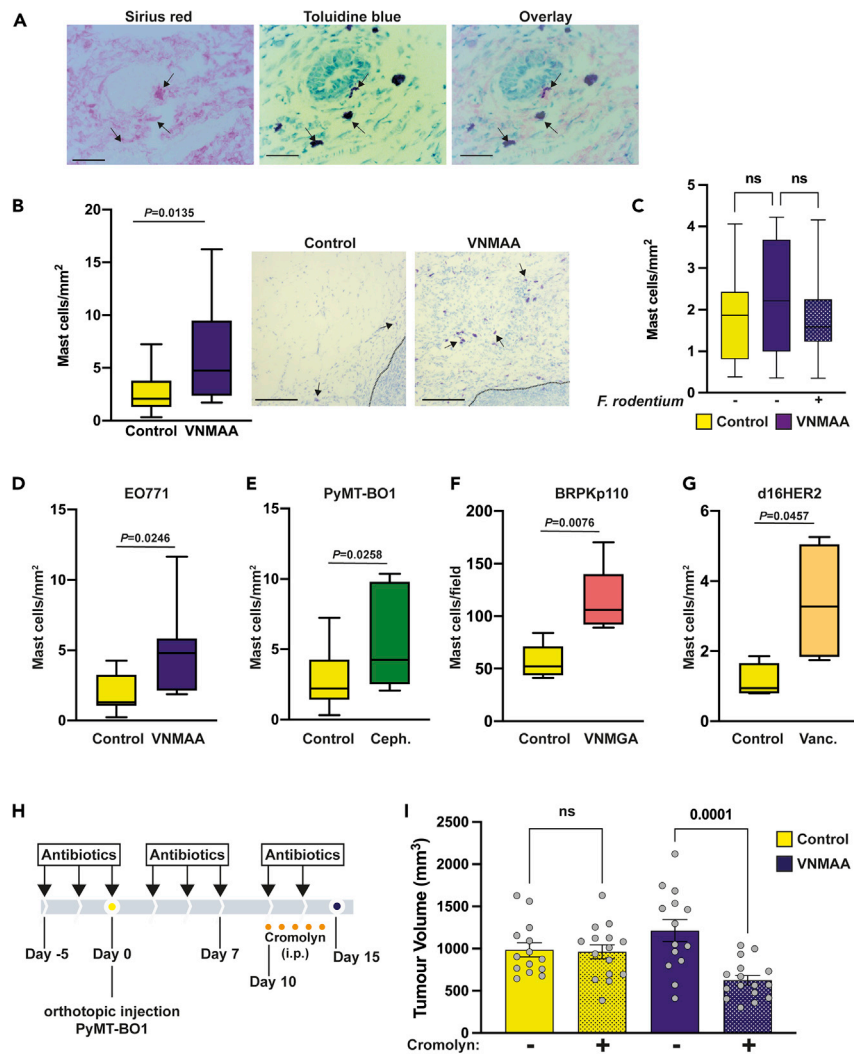 A
Sirius red
Toluidine blue
Overlay
B
Mast cells/mm2
20
15
10
5
0
P=0.0135
Control VNMAA
Control
VNMAA
C
Mast cells/mm2
5
4
3
2
1
0
ns
ns
F. rodentium
-
-
+
Control
VNMAA
D
EO771
Mast cells/mm2
15
10
5
0
P=0.0246
Control VNMAA
E
PyMT-BO1
Mast cells/mm2
15
10
5
0
P=0.0258
Control Ceph.
F
BRPKp110
Mast cells/field
200
150
100
50
0
P=0.0076
Control VNMGA
G
d16HER2
Mast cells/mm2
6
4
2
0
P=0.0457
Control Vanc.
H
Antibiotics
Antibiotics
Antibiotics
Cromolyn
(i.p.)
Day -5
Day 0
Day 7
Day 10
Day 15
orthotopic injection
PyMT-BO1
I
Tumour Volume (mm3)
2500
2000
1500
1000
500
0
ns
0.0001
Control
VNMAA
Cromolyn: - + - +